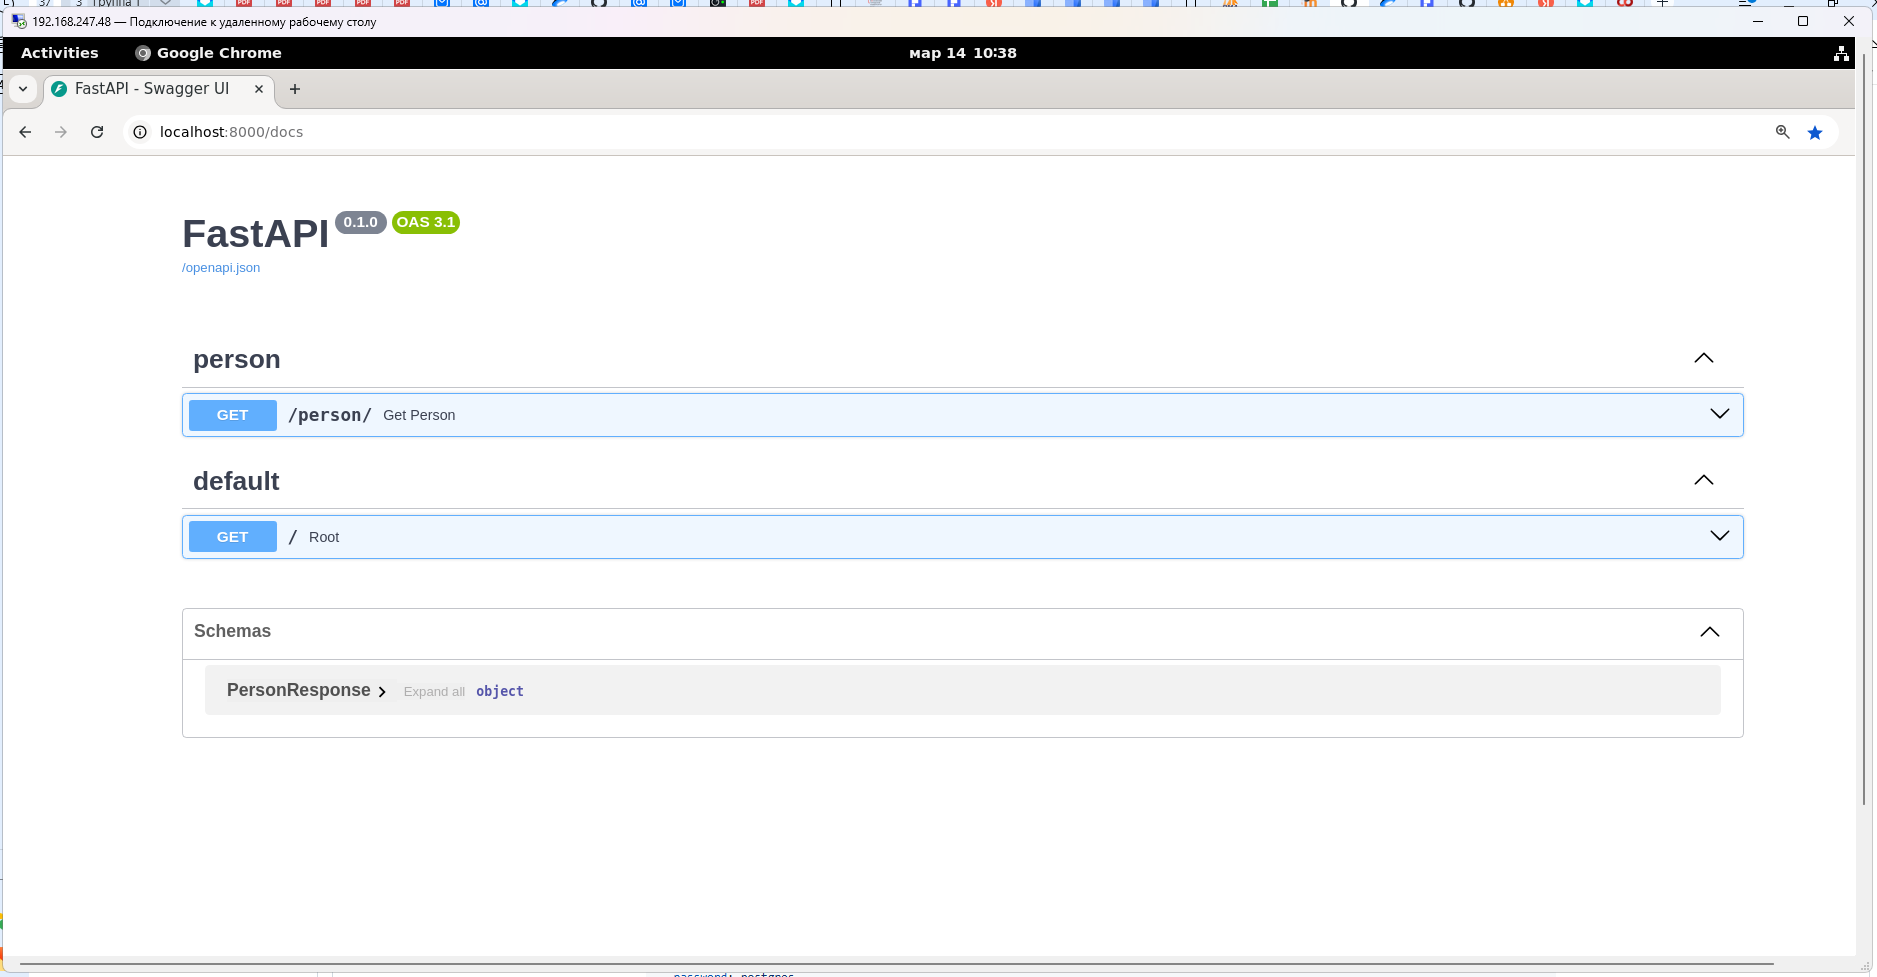 192.168.247.48 — Подключение к удаленному рабочему столу
Activities Google Chrome мар 14 10:38
FastAPI - Swagger UI
localhost:8000/docs
FastAPI 0.1.0 OAS 3.1
/openapi.json
person
GET /person/ Get Person
default
GET / Root
Schemas
PersonResponse Expand all object
password: postgres